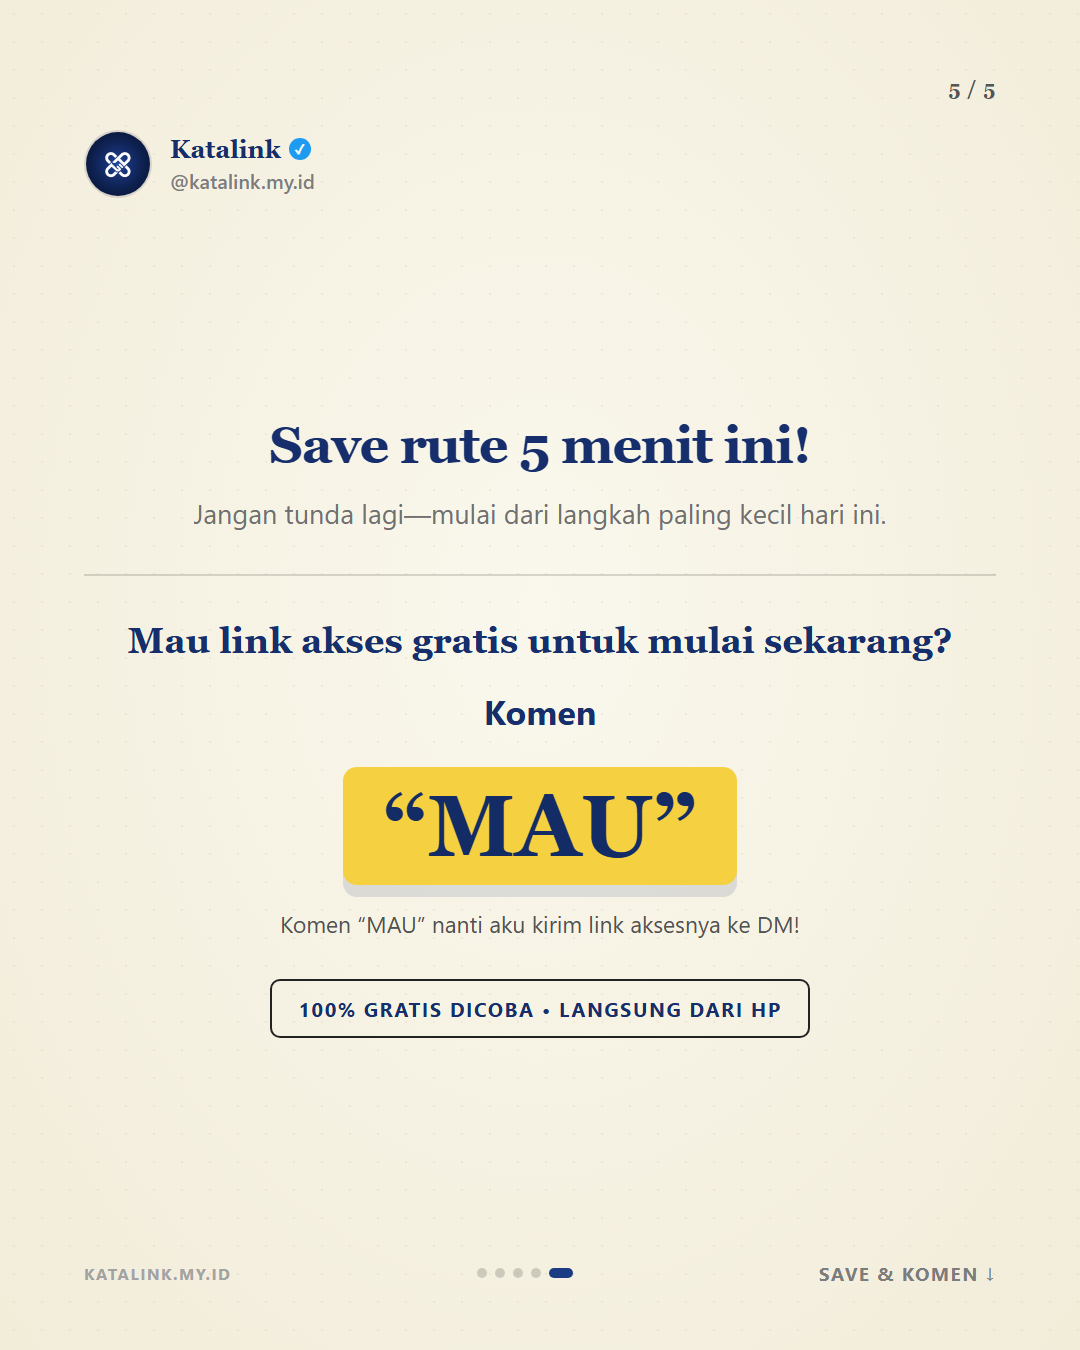 5 / 5
Katalink
@katalink.my.id
Save rute 5 menit ini!
Jangan tunda lagi—mulai dari langkah paling kecil hari ini.
Mau link akses gratis untuk mulai sekarang?
Komen
“MAU”
Komen “MAU” nanti aku kirim link aksesnya ke DM!
100% GRATIS DICOBA • LANGSUNG DARI HP
KATALINK.MY.ID
SAVE & KOMEN ↓